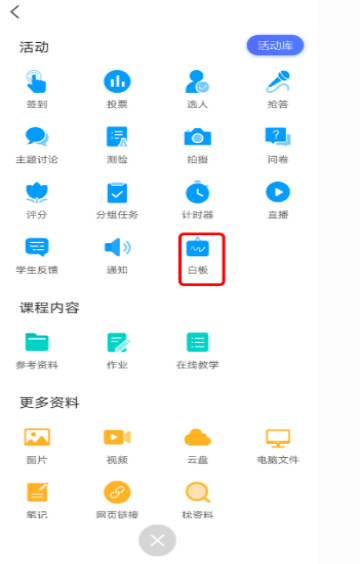 活动
活动库
签到 投票 选人 抢答
主题讨论 测验 拍摄 问卷
评分 分组任务 计时器 直播
学生反馈 通知 白板
课程内容
参考资料 作业 在线教学
更多资料
图片 视频 云盘 电脑文件
笔记 网页链接 找资料